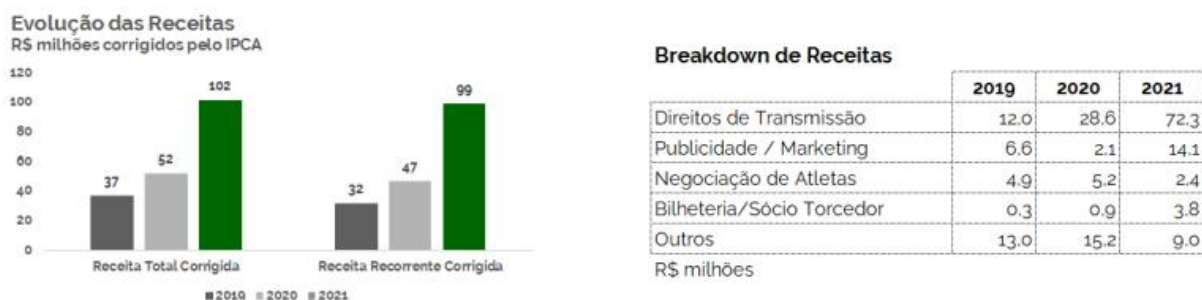 Evolução das Receitas
R$ milhões corrigidos pelo IPCA
120
100
80
60
40
20
0
37
52
102
32
47
99
Receita Total Corrigida
Receita Recorrente Corrigida
■2019 ■2020 ■2021
Breakdown de Receitas
2019 2020 2021
Direitos de Transmissão 12.0 28.6 72.3
Publicidade / Marketing 6.6 2.1 14.1
Negociação de Atletas 4.9 5.2 2.4
Bilheteria/Sócio Torcedor 0.3 0.9 3.8
Outros 13.0 15.2 9.0
R$ milhões